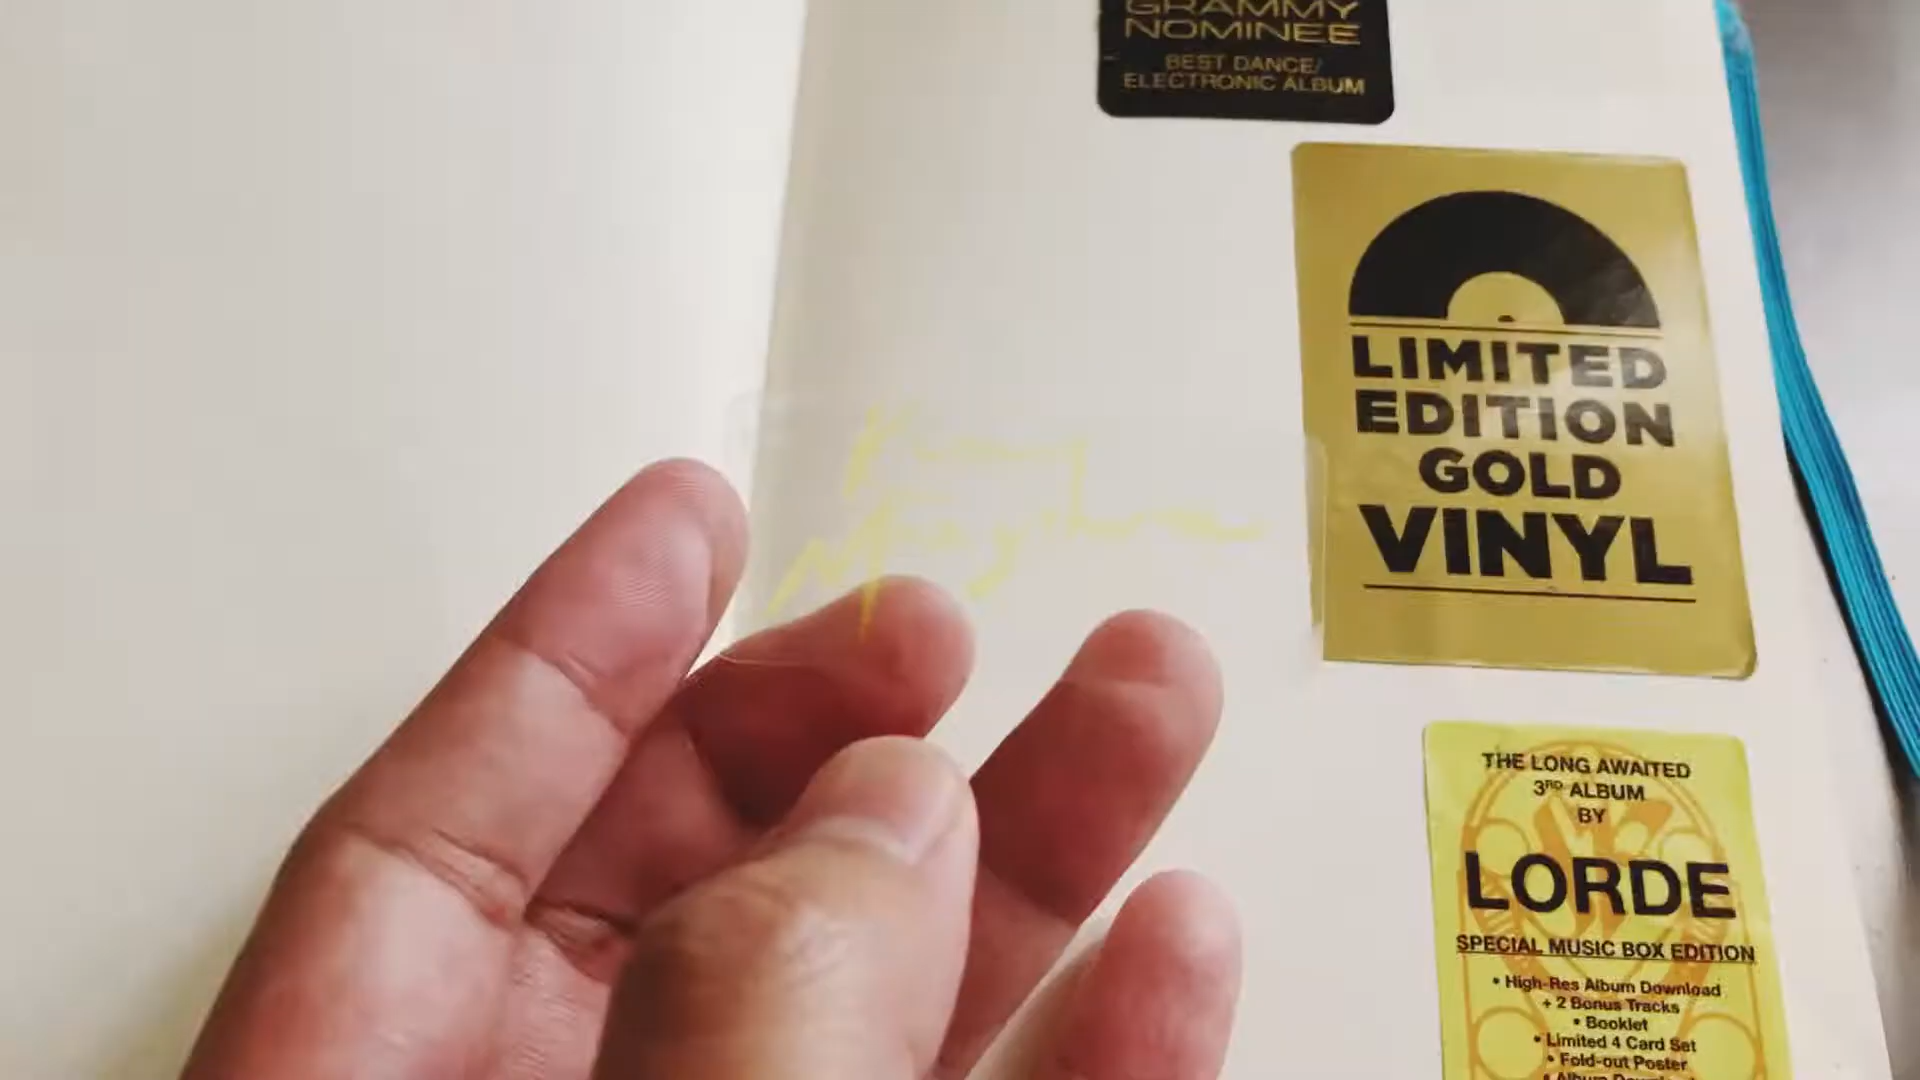 GRAMMY
NOMINEE
BEST DANCE/
ELECTRONIC ALBUM
LIMITED
EDITION
GOLD
VINYL
THE LONG AWAITED
3RD ALBUM
BY
LORDE
SPECIAL MUSIC BOX EDITION
• High-Res Album Download
+ 2 Bonus Tracks
• Booklet
• Limited 4 Card Set
• Fold-out Poster
• Album